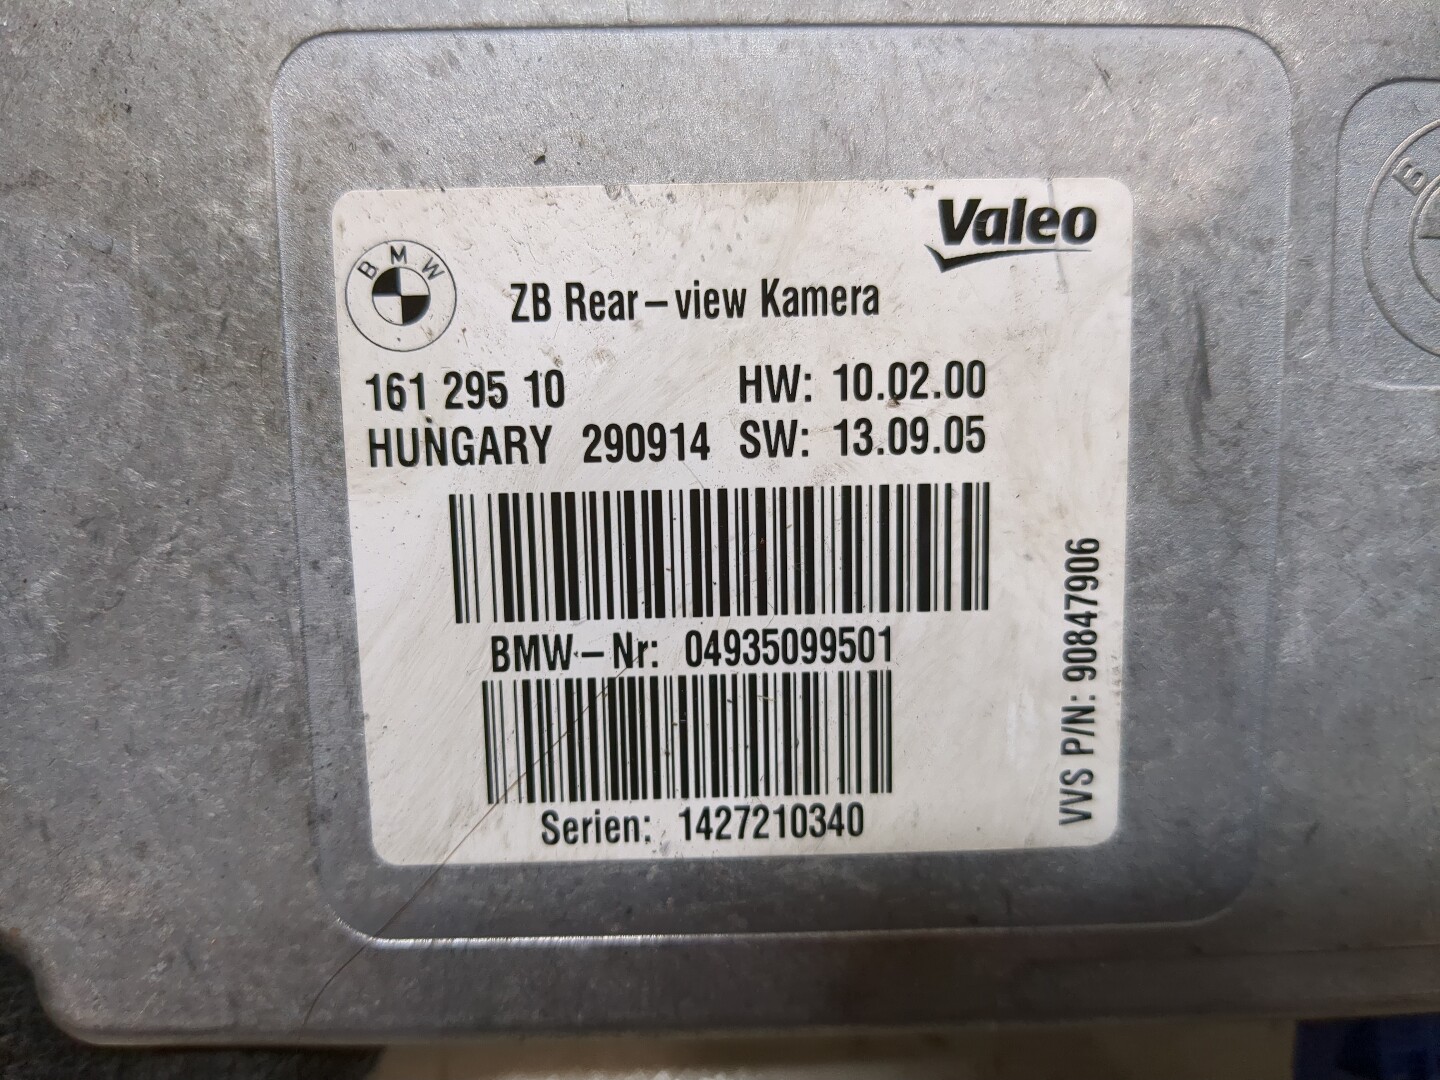 Valeo
BMW
ZB Rear-view Kamera
161 295 10 HW: 10.02.00
HUNGARY 290914 SW: 13.09.05
BMW-Nr: 04935099501
Serien: 1427210340
VVS P/N: 90847906
B